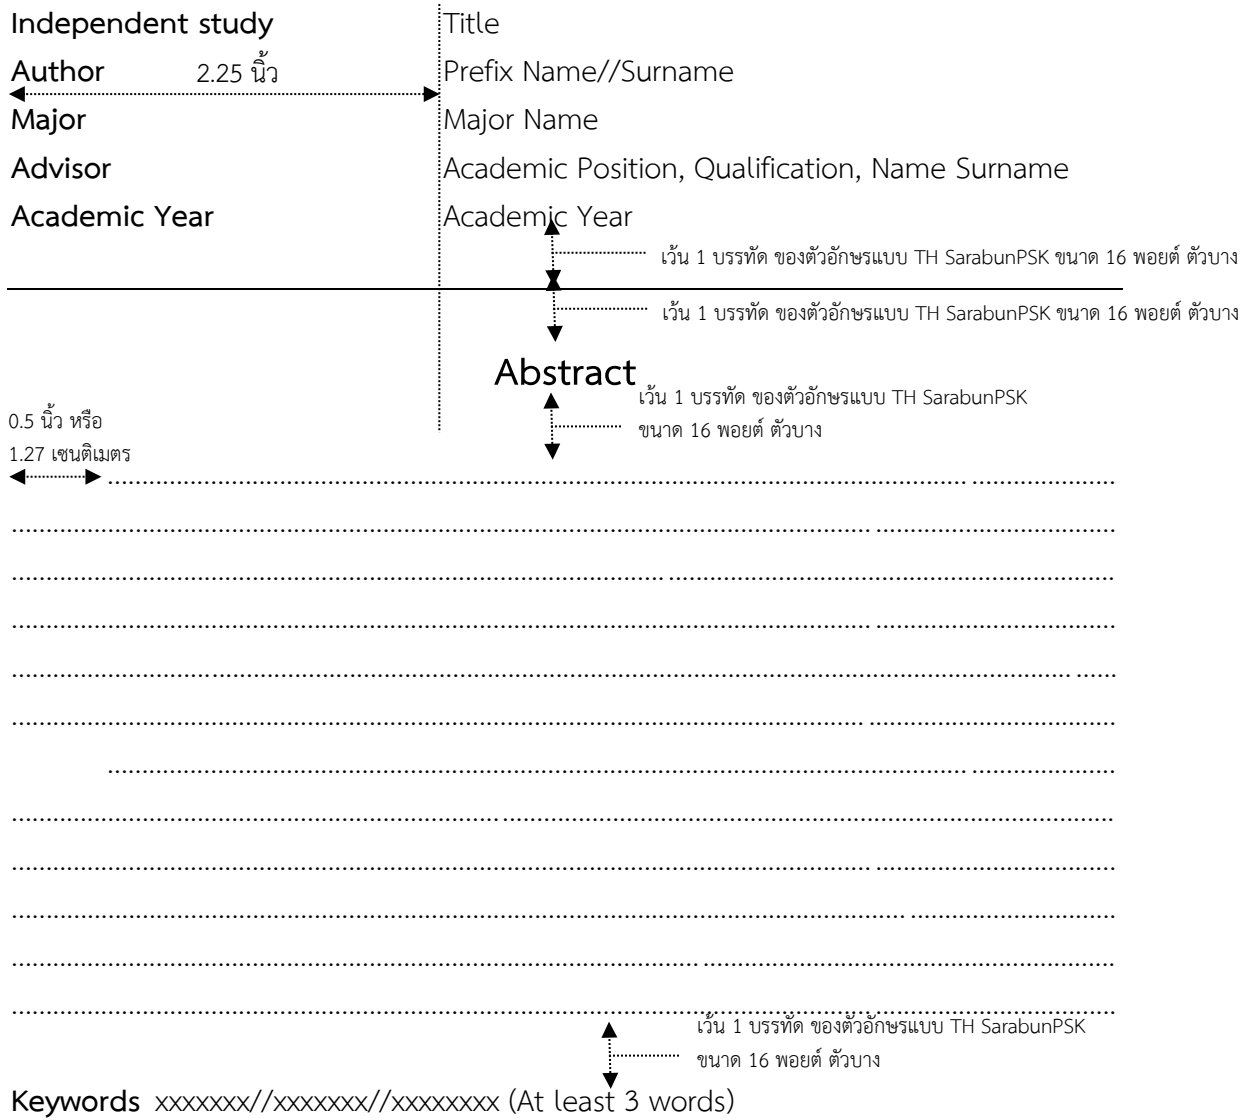 Independent study Title
Author 2.25 นิ้ว Prefix Name//Surname
Major Major Name
Advisor Academic Position, Qualification, Name Surname
Academic Year Academic Year
เว้น 1 บรรทัด ของตัวอักษรแบบ TH SarabunPSK ขนาด 16 พอยต์ ตัวบาง
เว้น 1 บรรทัด ของตัวอักษรแบบ TH SarabunPSK ขนาด 16 พอยต์ ตัวบาง
Abstract
เว้น 1 บรรทัด ของตัวอักษรแบบ TH SarabunPSK
ขนาด 16 พอยต์ ตัวบาง
0.5 นิ้ว หรือ
1.27 เซนติเมตร
เว้น 1 บรรทัด ของตัวอักษรแบบ TH SarabunPSK
ขนาด 16 พอยต์ ตัวบาง
Keywords xxxxxxx//xxxxxxx//xxxxxxxx (At least 3 words)